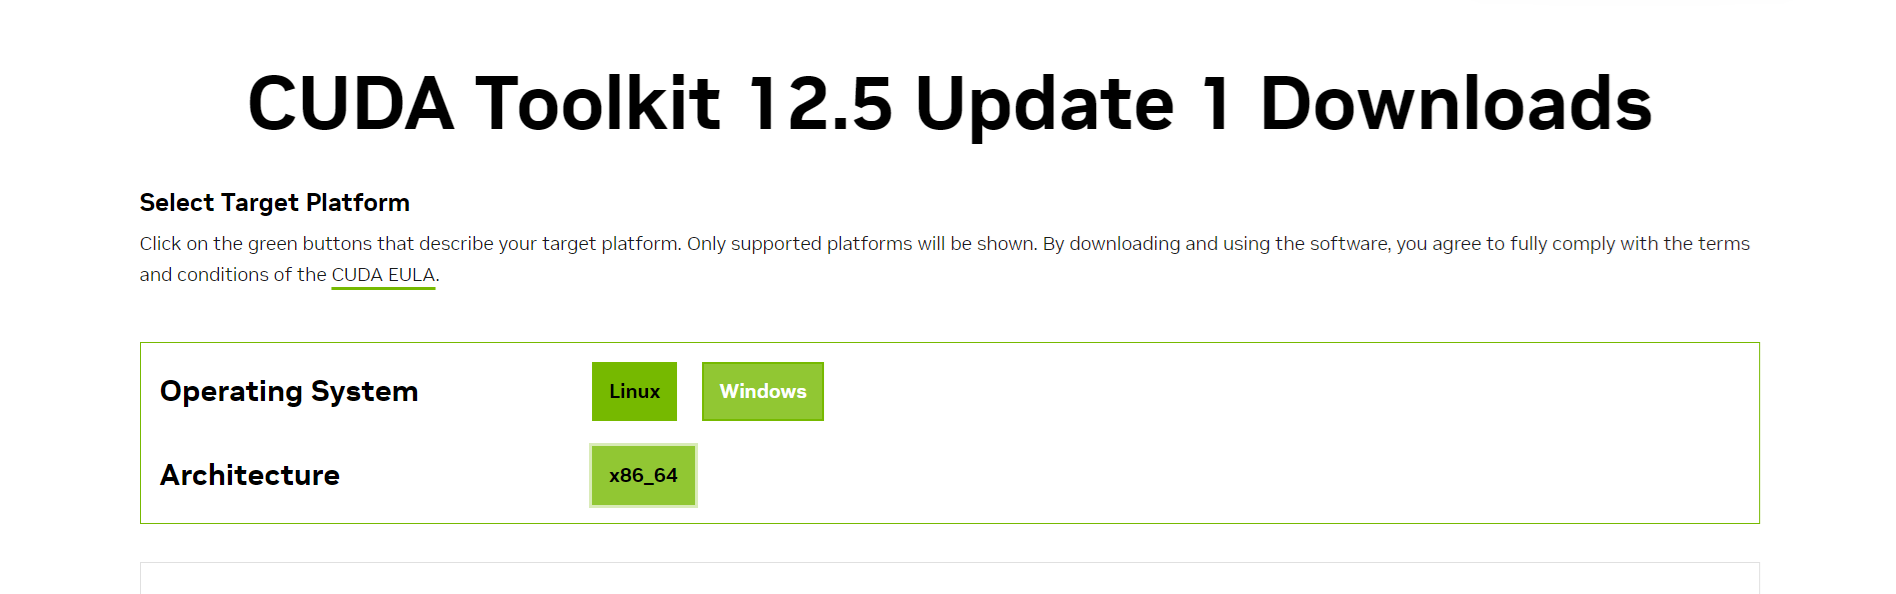 CUDA Toolkit 12.5 Update 1 Downloads
Select Target Platform
Click on the green buttons that describe your target platform. Only supported platforms will be shown. By downloading and using the software, you agree to fully comply with the terms
and conditions of the CUDA EULA.
Operating System
Linux
Windows
Architecture
x86_64